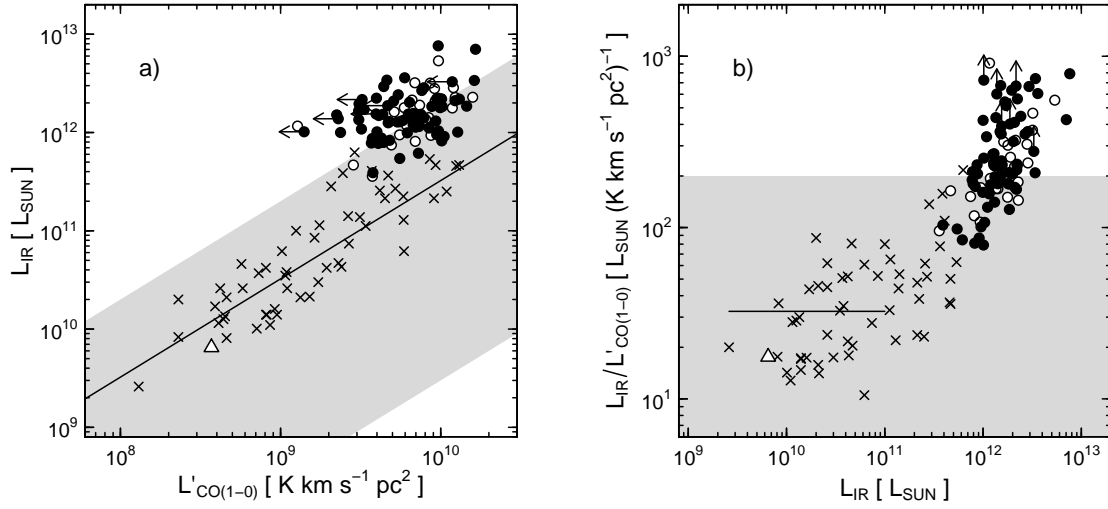 a)
10^13
10^12
10^11
10^10
10^9
L_IR [ L_SUN ]
10^8
10^9
10^10
L'_CO(1−0) [ K km s^−1 pc^2 ]
b)
10^3
10^2
10^1
L_IR/L'_CO(1−0) [ L_SUN (K km s^−1 pc^2)^−1 ]
10^9
10^10
10^11
10^12
10^13
L_IR [ L_SUN ]